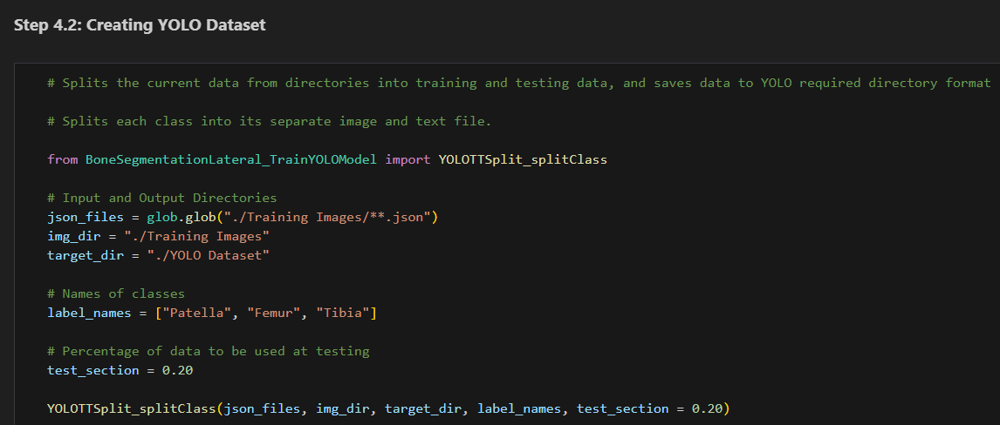 Step 4.2: Creating YOLO Dataset
# Splits the current data from directories into training and testing data, and saves data to YOLO required directory format
# Splits each class into its separate image and text file.
from BoneSegmentationLateral_TrainYOLOModel import YOLOTTSplit_splitClass
# Input and Output Directories
json_files = glob.glob("./Training Images/**.json")
img_dir = "./Training Images"
target_dir = "./YOLO Dataset"
# Names of classes
label_names = ["Patella", "Femur", "Tibia"]
# Percentage of data to be used at testing
test_section = 0.20
YOLOTTSplit_splitClass(json_files, img_dir, target_dir, label_names, test_section = 0.20)